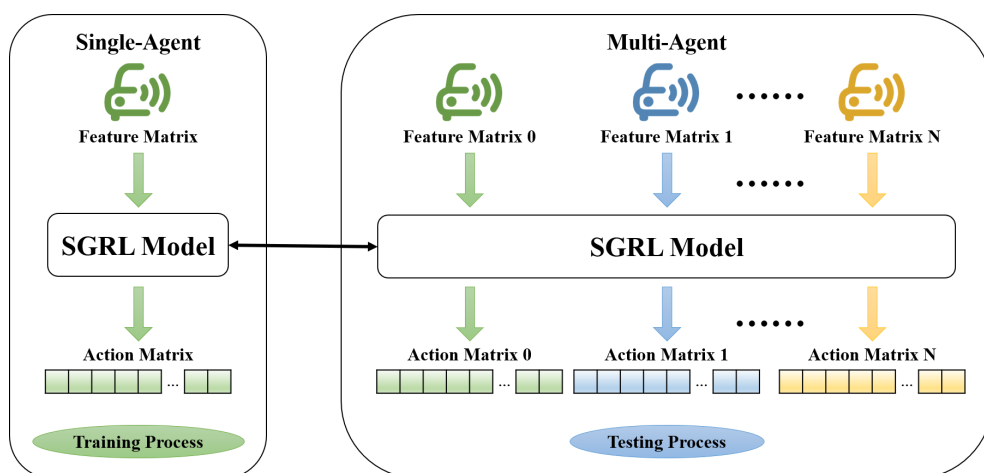 Single-Agent
Multi-Agent
......
Feature Matrix
Feature Matrix 0
Feature Matrix 1
Feature Matrix N
......
SGRL Model
SGRL Model
......
Action Matrix
Action Matrix 0
Action Matrix 1
Action Matrix N
...
...
...
...
Training Process
Testing Process